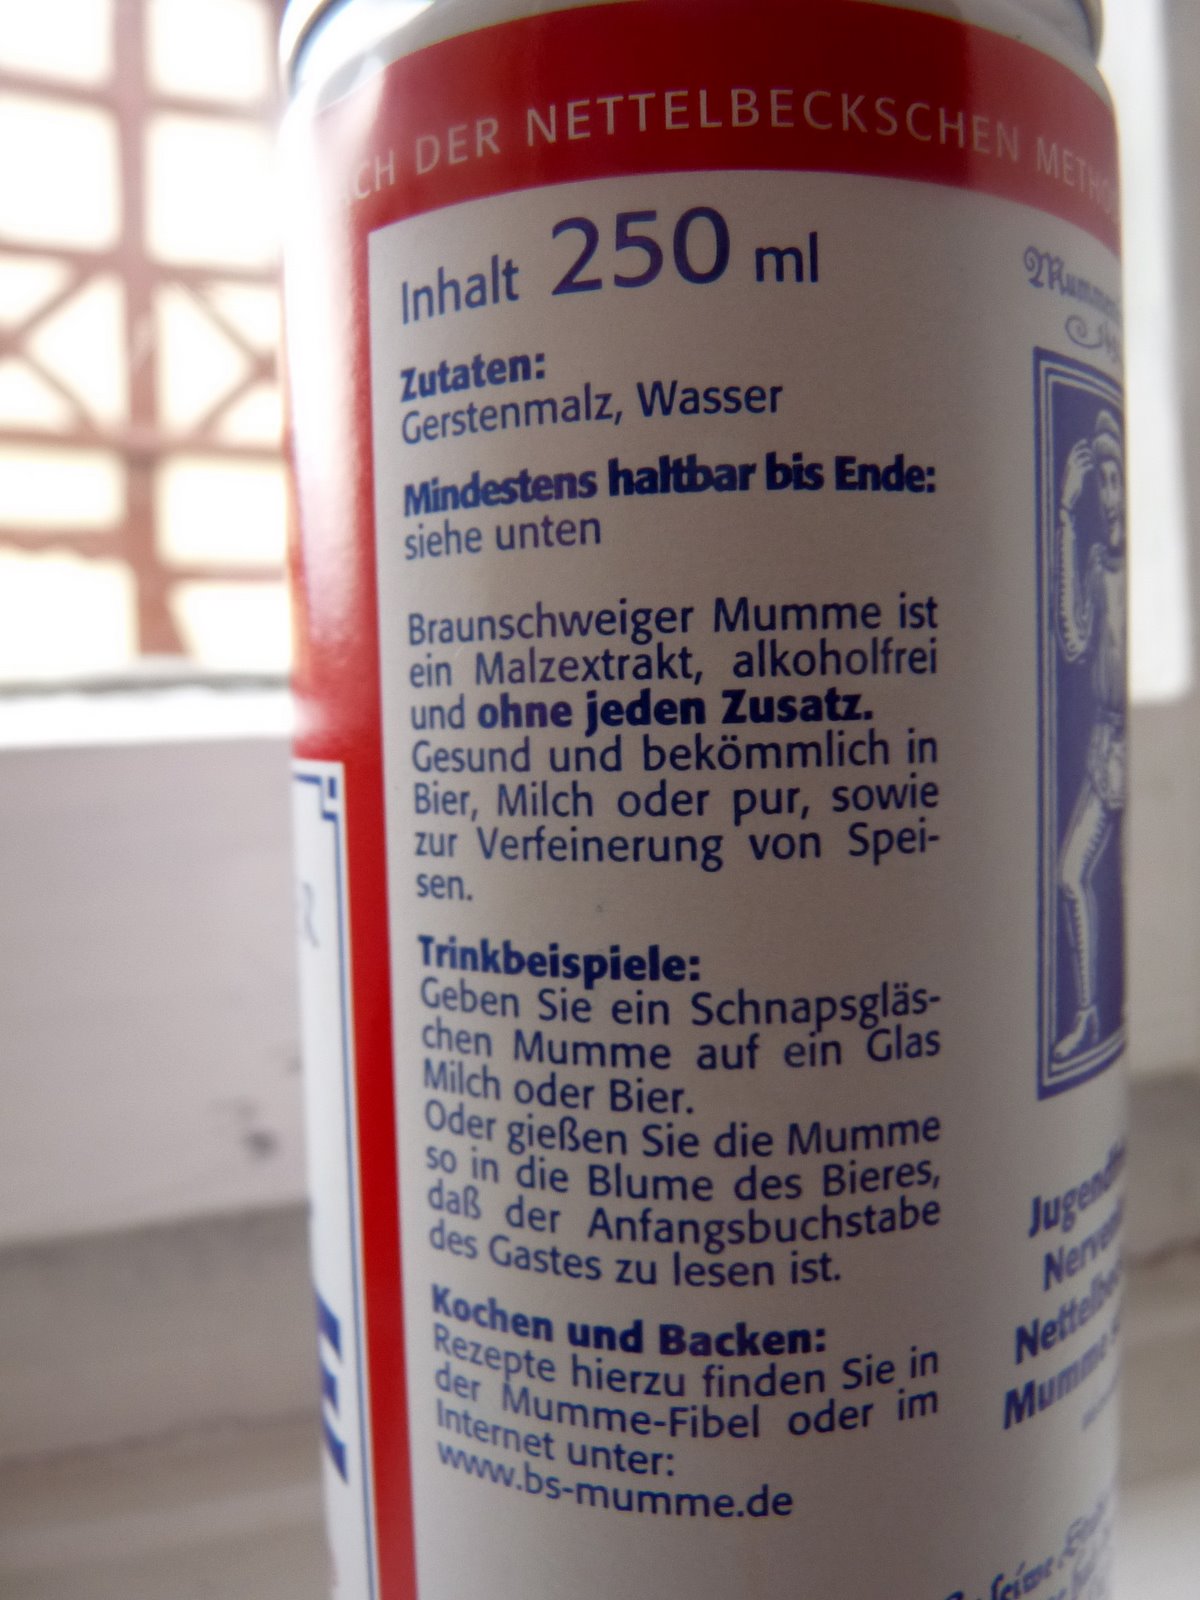 DER NETTELBECKSCHEN
Inhalt 250 ml
Zutaten:
Gerstenmalz, Wasser
Mindestens haltbar bis Ende:
siehe unten
Braunschweiger Mumme ist
ein Malzextrakt, alkoholfrei
und ohne jeden Zusatz.
Gesund und bekömmlich in
Bier, Milch oder pur, sowie
zur Verfeinerung von Spei-
sen.
Trinkbeispiele:
Geben Sie ein Schnapsgläs-
chen Mumme auf ein Glas
Milch oder Bier.
Oder gießen Sie die Mumme
so in die Blume des Bieres,
daß der Anfangsbuchstabe
des Gastes zu lesen ist.
Kochen und Backen:
Rezepte hierzu finden Sie in
der Mumme-Fibel oder im
Internet unter:
www.bs-mumme.de
Mumme